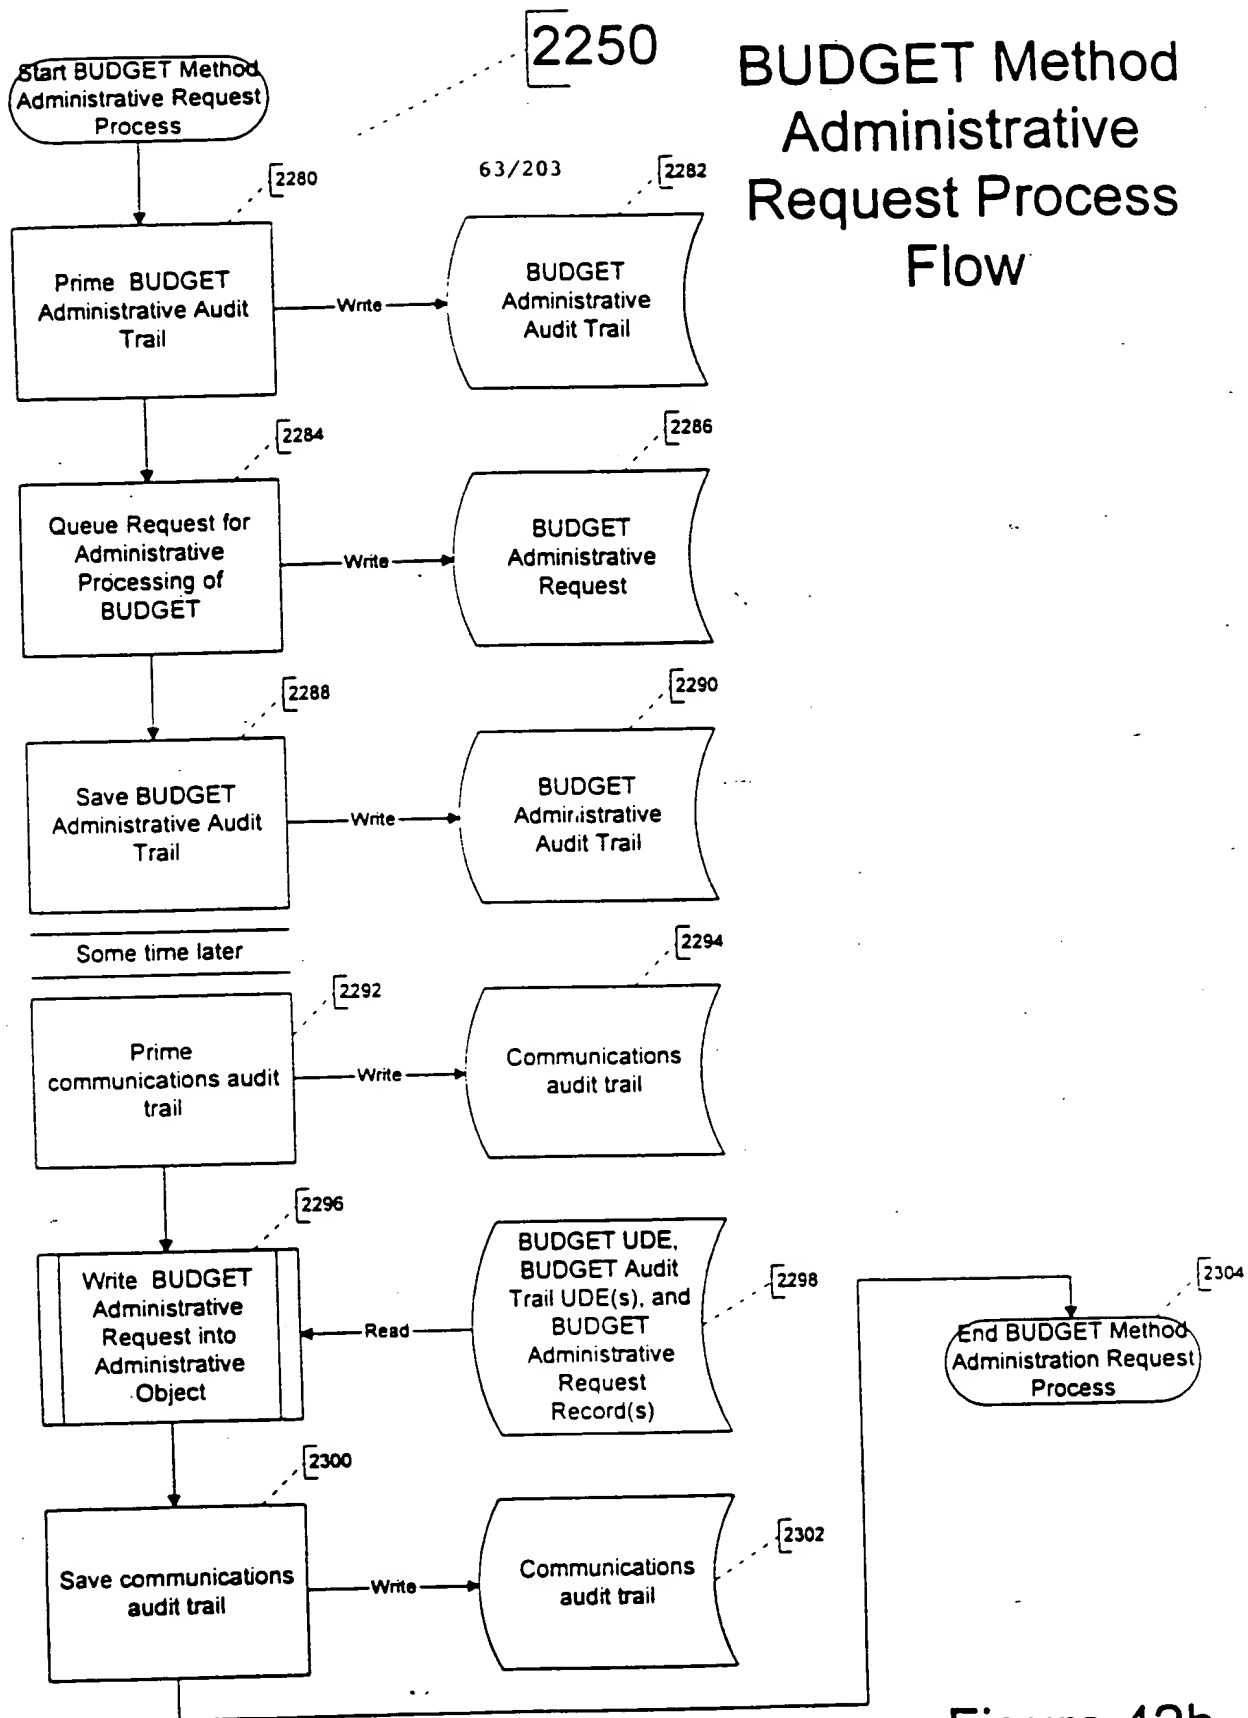 2250
BUDGET Method
Administrative
Request Process
Flow
63/203
Start BUDGET Method
Administrative Request
Process
2280
Prime BUDGET
Administrative Audit
Trail
Write
2282
BUDGET
Administrative
Audit Trail
2284
Queue Request for
Administrative
Processing of
BUDGET
Write
2286
BUDGET
Administrative
Request
2288
Save BUDGET
Administrative Audit
Trail
Write
2290
BUDGET
Administrative
Audit Trail
Some time later
2292
Prime
communications audit
trail
Write
2294
Communications
audit trail
2296
Write BUDGET
Administrative
Request into
Administrative
Object
Read
2298
BUDGET UDE,
BUDGET Audit
Trail UDE(s), and
BUDGET
Administrative
Request
Record(s)
2300
Save communications
audit trail
Write
2302
Communications
audit trail
2304
End BUDGET Method
Administration Request
Process
Figure 42b